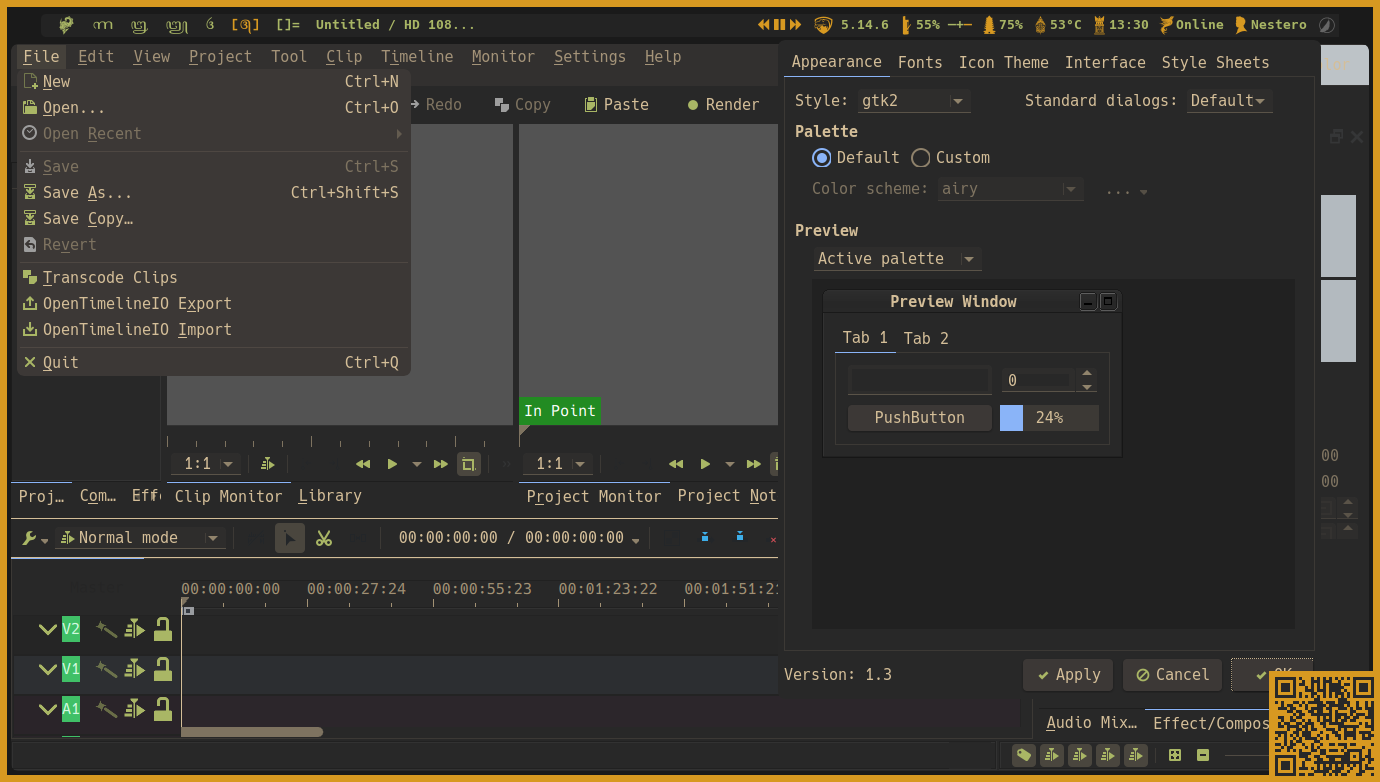 []= Untitled / HD 108... 5.14.6 55% 75% 53°C 13:30 Online Nestero
File Edit View Project Tool Clip Timeline Monitor Settings Help
New Ctrl+N
Open... Ctrl+O
Open Recent
Save Ctrl+S
Save As... Ctrl+Shift+S
Save Copy…
Revert
Transcode Clips
OpenTimelineIO Export
OpenTimelineIO Import
Quit Ctrl+Q
Redo Copy Paste Render
In Point
1:1 1:1
Proj… Com… Clip Monitor Library Project Monitor Project Not
Normal mode 00:00:00:00 / 00:00:00:00
00:00:00:00 00:00:27:24 00:00:55:23 00:01:23:22 00:01:51:21
V2
V1
A1
Appearance Fonts Icon Theme Interface Style Sheets
Style: gtk2 Standard dialogs: Default
Palette
Default Custom
Color scheme: airy ...
Preview
Active palette
Preview Window
Tab 1 Tab 2
0
PushButton 24%
Version: 1.3 Apply Cancel OK
00
00
Audio Mix… Effect/Compos